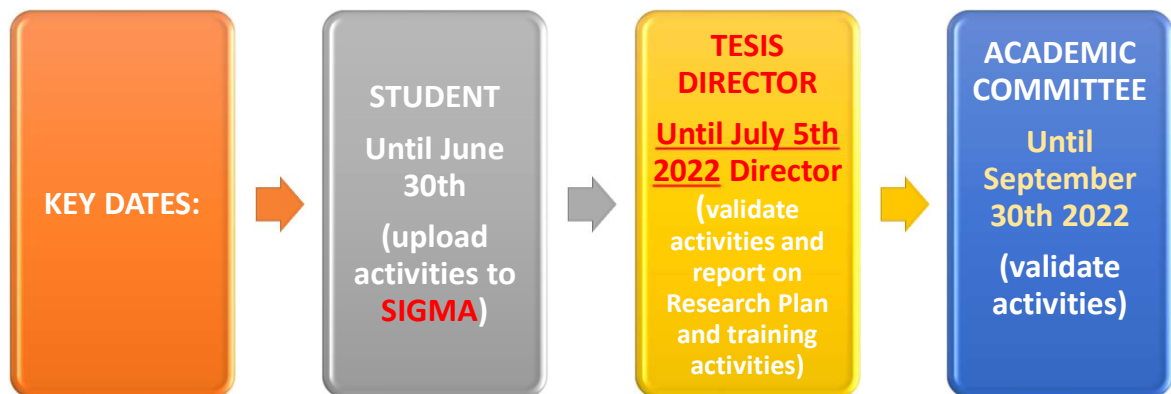 KEY DATES:
STUDENT
Until June
30th
(upload
activities to
SIGMA)
TESIS
DIRECTOR
Until July 5th
2022 Director
(validate
activities and
report on
Research Plan
and training
activities)
ACADEMIC
COMMITTEE
Until
September
30th 2022
(validate
activities)